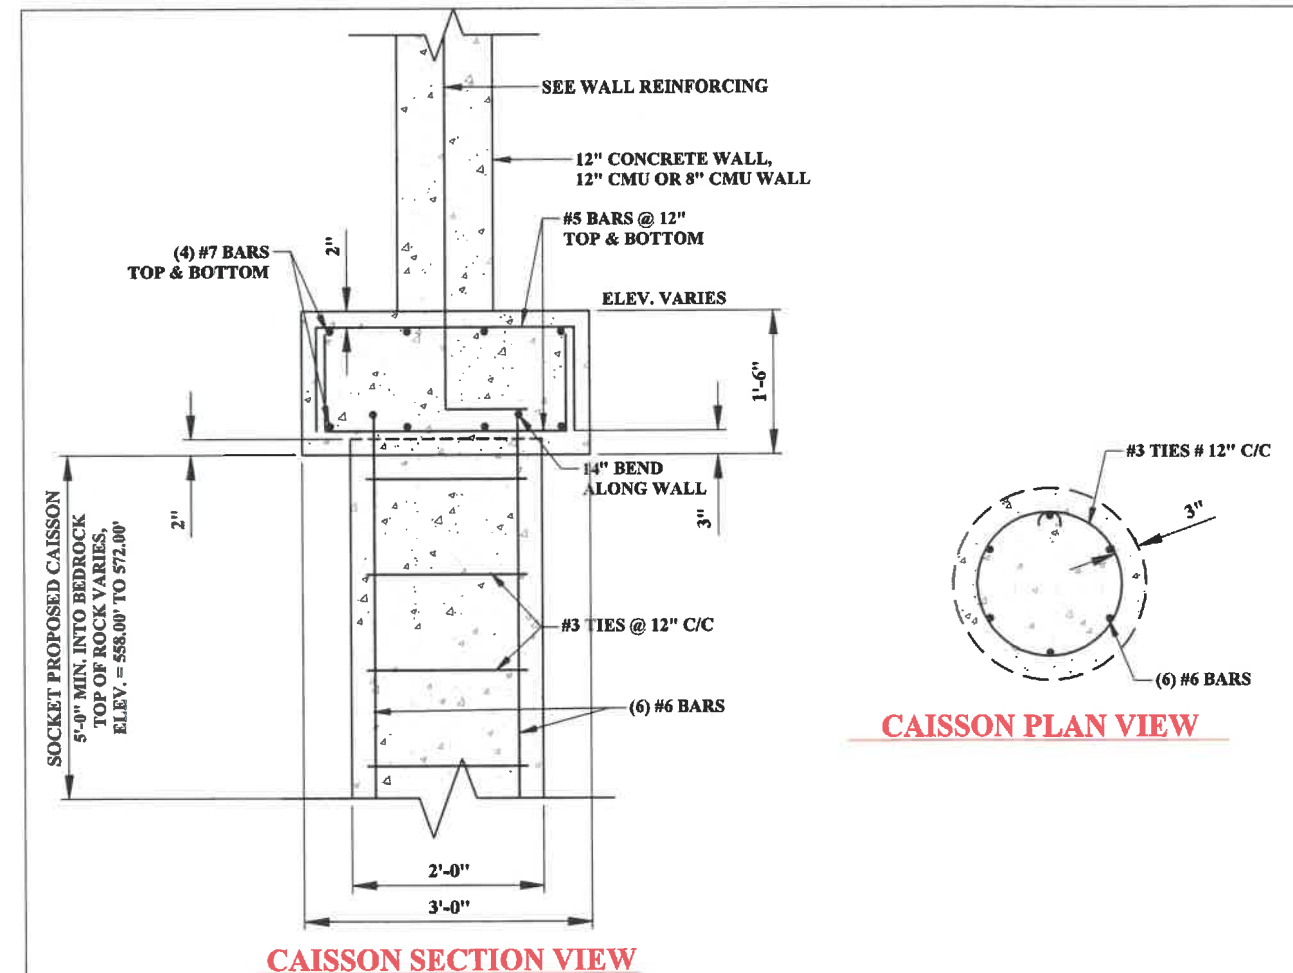 SEE WALL REINFORCING
12" CONCRETE WALL,
12" CMU OR 8" CMU WALL
#5 BARS @ 12"
TOP & BOTTOM
2"
(4) #7 BARS
TOP & BOTTOM
ELEV. VARIES
1'-6"
14" BEND
ALONG WALL
2"
3"
SOCKET PROPOSED CAISSON
5'-0" MIN. INTO BEDROCK
TOP OF ROCK VARIES,
ELEV. = 558.00' TO 572.00'
#3 TIES @ 12" C/C
(6) #6 BARS
2'-0"
3'-0"
CAISSON SECTION VIEW
#3 TIES # 12" C/C
3"
(6) #6 BARS
CAISSON PLAN VIEW